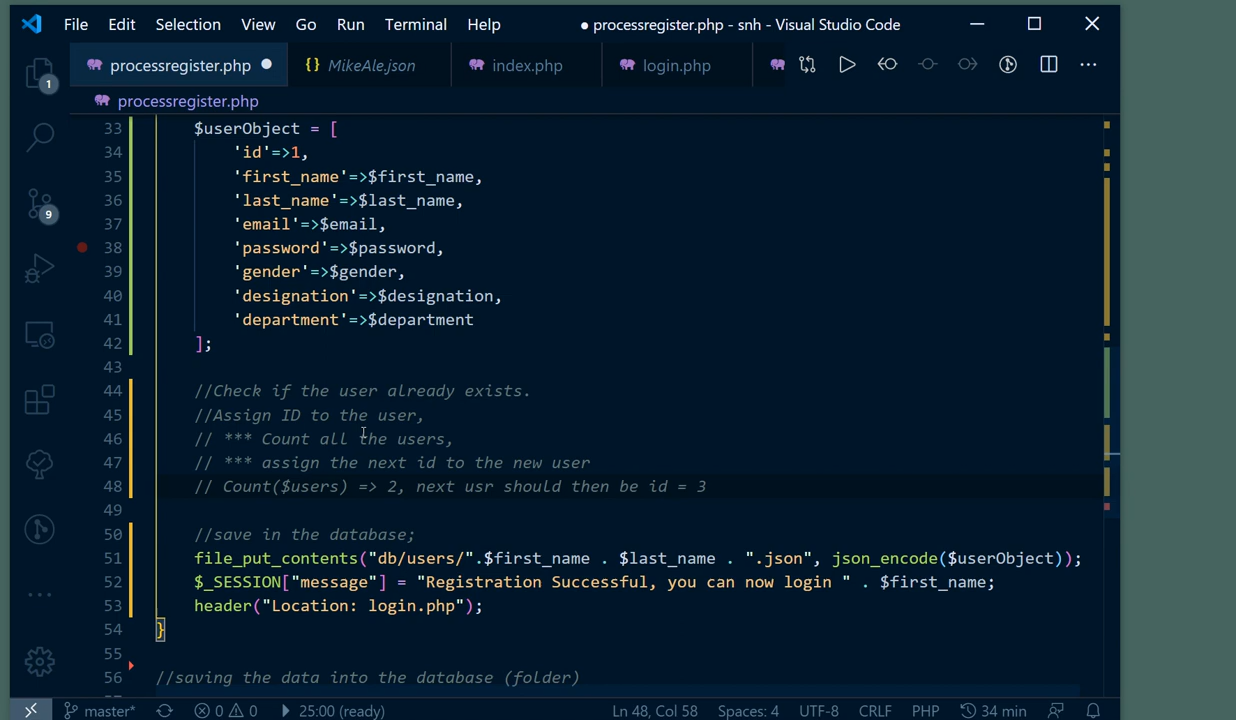 File Edit Selection View Go Run Terminal Help ● processregister.php - snh - Visual Studio Code
processregister.php ● {} MikeAle.json index.php login.php
1
processregister.php
33 $userObject = [
34 'id'=>1,
35 'first_name'=>$first_name,
36 'last_name'=>$last_name,
9
37 'email'=>$email,
38 'password'=>$password,
39 'gender'=>$gender,
40 'designation'=>$designation,
41 'department'=>$department
42 ];
43
44 //Check if the user already exists.
45 //Assign ID to the user,
46 // *** Count all the users,
47 // *** assign the next id to the new user
48 // Count($users) => 2, next usr should then be id = 3
49
50 //save in the database;
51 file_put_contents("db/users/".$first_name . $last_name . ".json", json_encode($userObject));
52 $_SESSION["message"] = "Registration Successful, you can now login " . $first_name;
53 header("Location: login.php");
54 }
55
56 //saving the data into the database (folder)
master* 0 0 25:00 (ready) Ln 48, Col 58 Spaces: 4 UTF-8 CRLF PHP 34 min